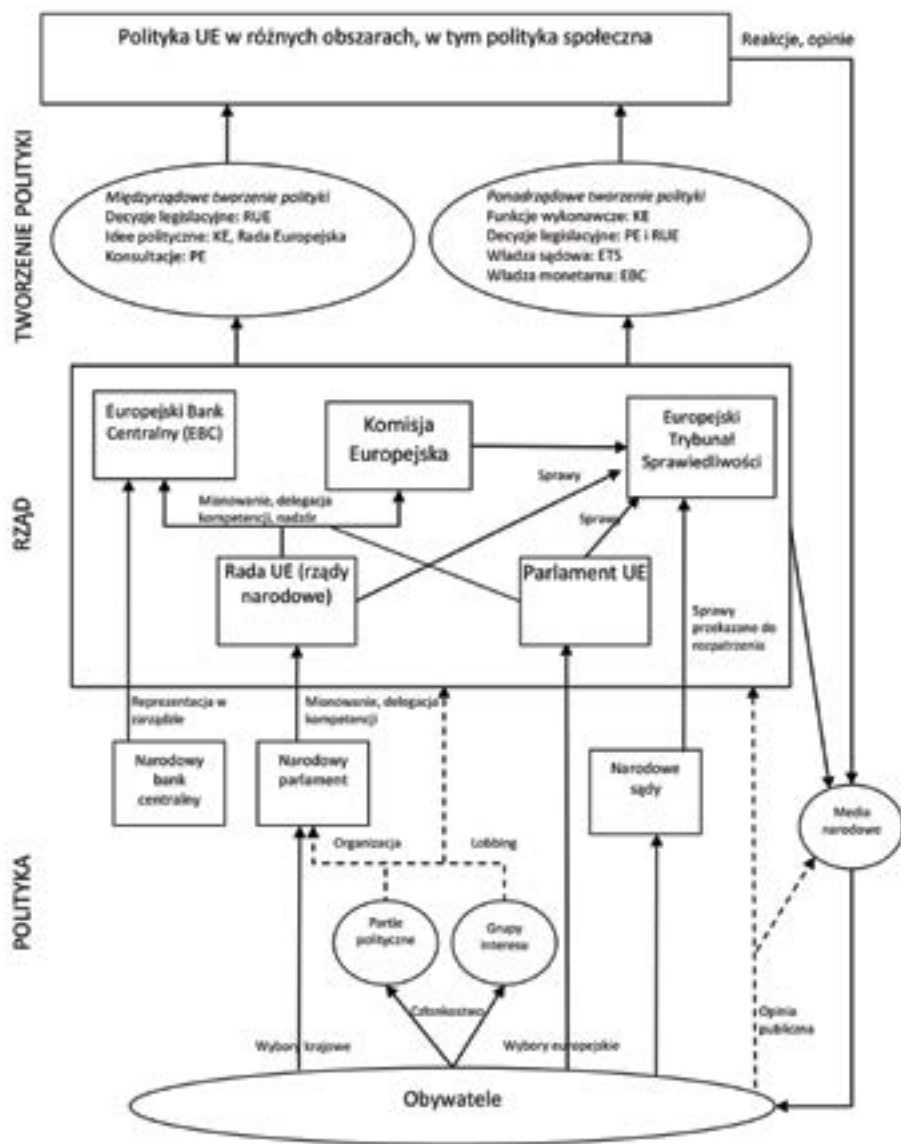 Polityka UE w różnych obszarach, w tym polityka społeczna
Reakcje, opinie
TWORZENIE POLITYKI
Międzyrządowe tworzenie polityki
Decyzje legislacyjne: RUE
Idee polityczne: KE, Rada Europejska
Konsultacje: PE
Ponadrządowe tworzenie polityki
Funkcje wykonawcze: KE
Decyzje legislacyjne: PE i RUE
Władza sądowa: ETS
Władza monetarna: EBC
RZĄD
Europejski Bank
Centralny (EBC)
Komisja
Europejska
Europejski
Trybunał
Sprawiedliwości
Sprawy
Mianowanie, delegacja
kompetencji, nadzór
Sprawy
Rada UE (rządy
narodowe)
Parlament UE
Sprawy
przekazane do
rozpatrzenia
Reprezentacja w
zarządzie
Mianowanie, delegacja
kompetencji
Narodowy
bank
centralny
Narodowy
parlament
Narodowe
sądy
Media
narodowe
POLITYKA
Organizacja
Lobbing
Partie
polityczne
Grupy
interesu
Członkostwo
Opinia
publiczna
Wybory krajowe
Wybory europejskie
Obywatele